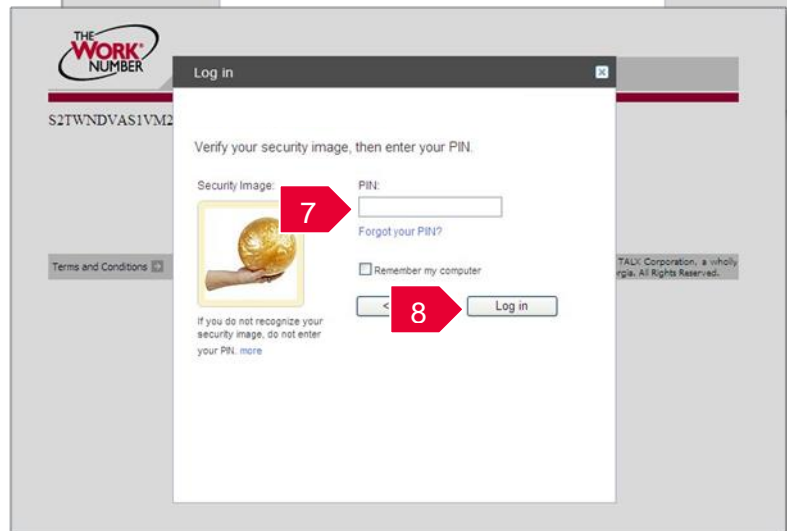 THE
WORK
NUMBER
Log in
S2TWNDVAS1VM2
Verify your security image, then enter your PIN.
Security Image:
PIN:
7
Forgot your PIN?
Remember my computer
<
8
Log in
If you do not recognize your
security image, do not enter
your PIN. more
Terms and Conditions
TALX Corporation, a wholly
rgia. All Rights Reserved.